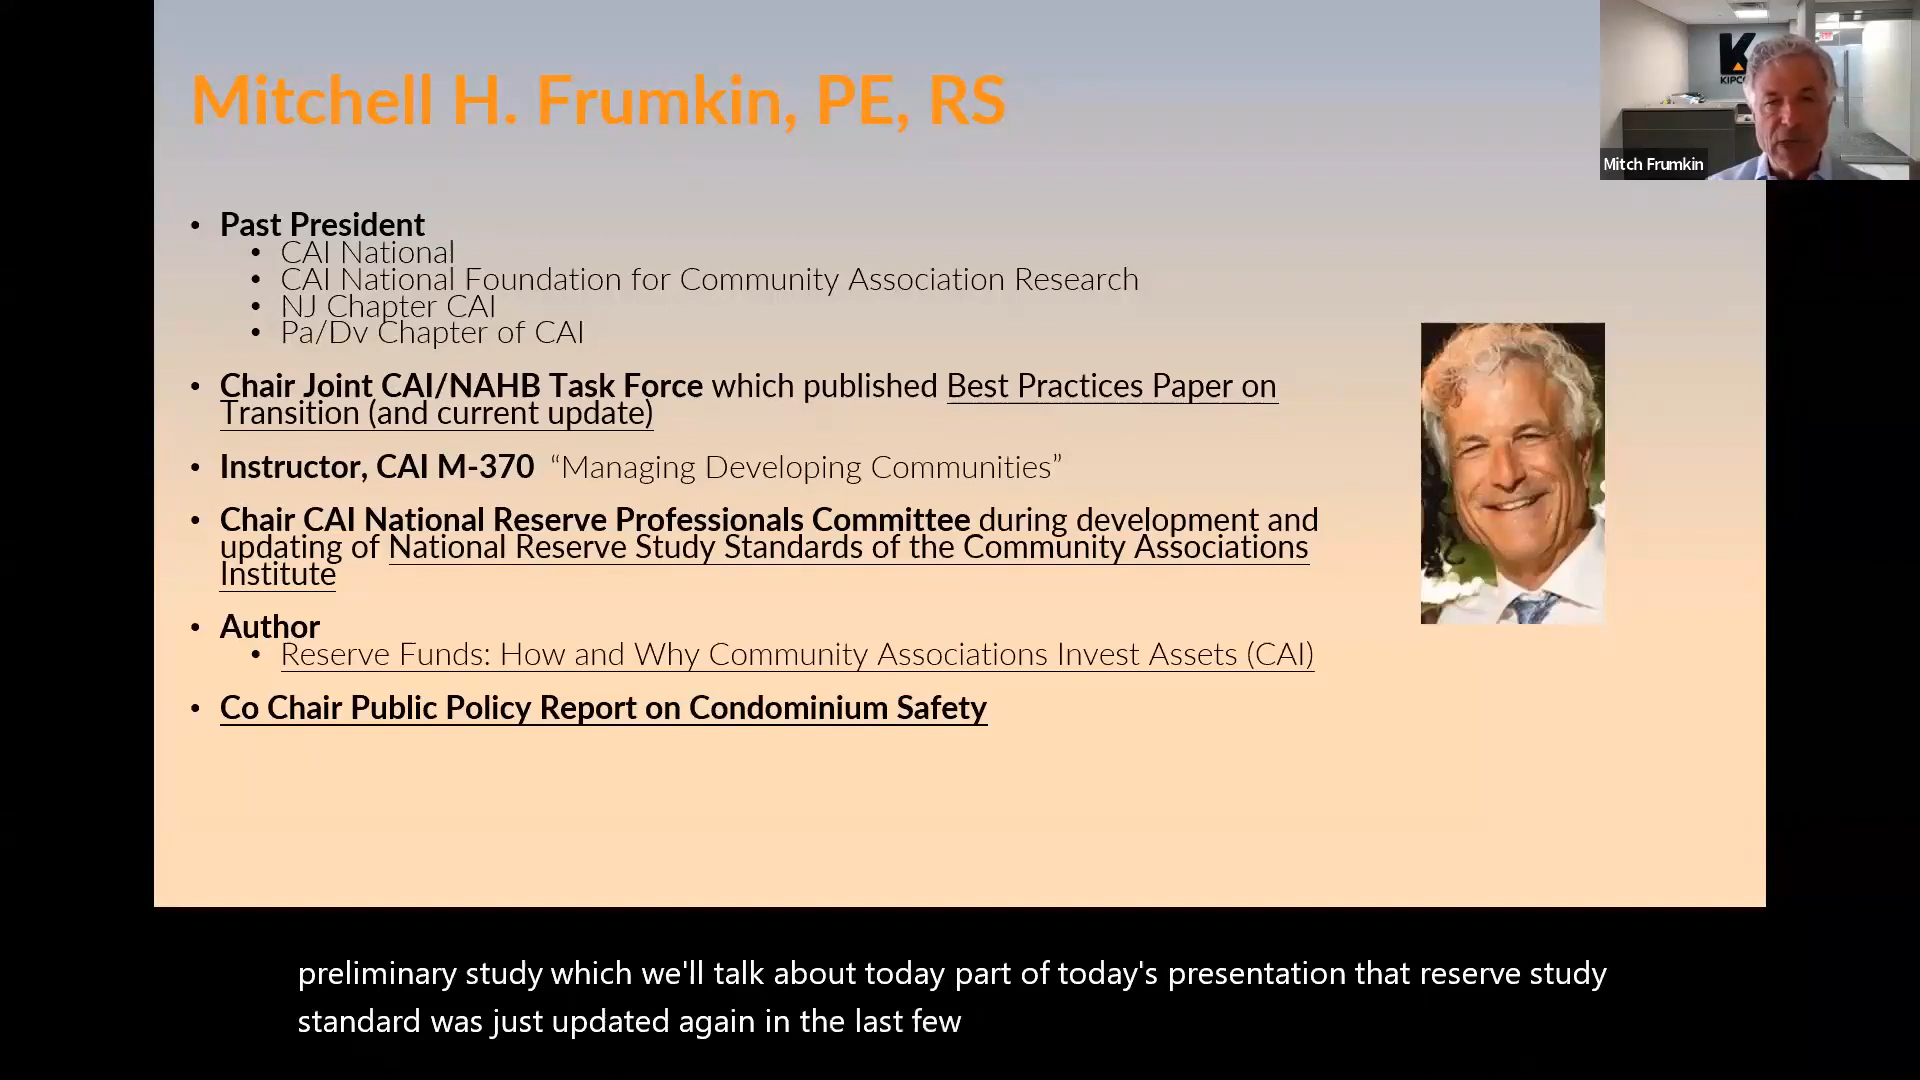 Mitchell H. Frumkin, PE, RS
KIPCO
Mitch Frumkin
• Past President
• CAI National
• CAI National Foundation for Community Association Research
• NJ Chapter CAI
• Pa/Dv Chapter of CAI
• Chair Joint CAI/NAHB Task Force which published Best Practices Paper on
Transition (and current update)
• Instructor, CAI M-370 “Managing Developing Communities”
• Chair CAI National Reserve Professionals Committee during development and
updating of National Reserve Study Standards of the Community Associations
Institute
• Author
• Reserve Funds: How and Why Community Associations Invest Assets (CAI)
• Co Chair Public Policy Report on Condominium Safety
preliminary study which we'll talk about today part of today's presentation that reserve study
standard was just updated again in the last few